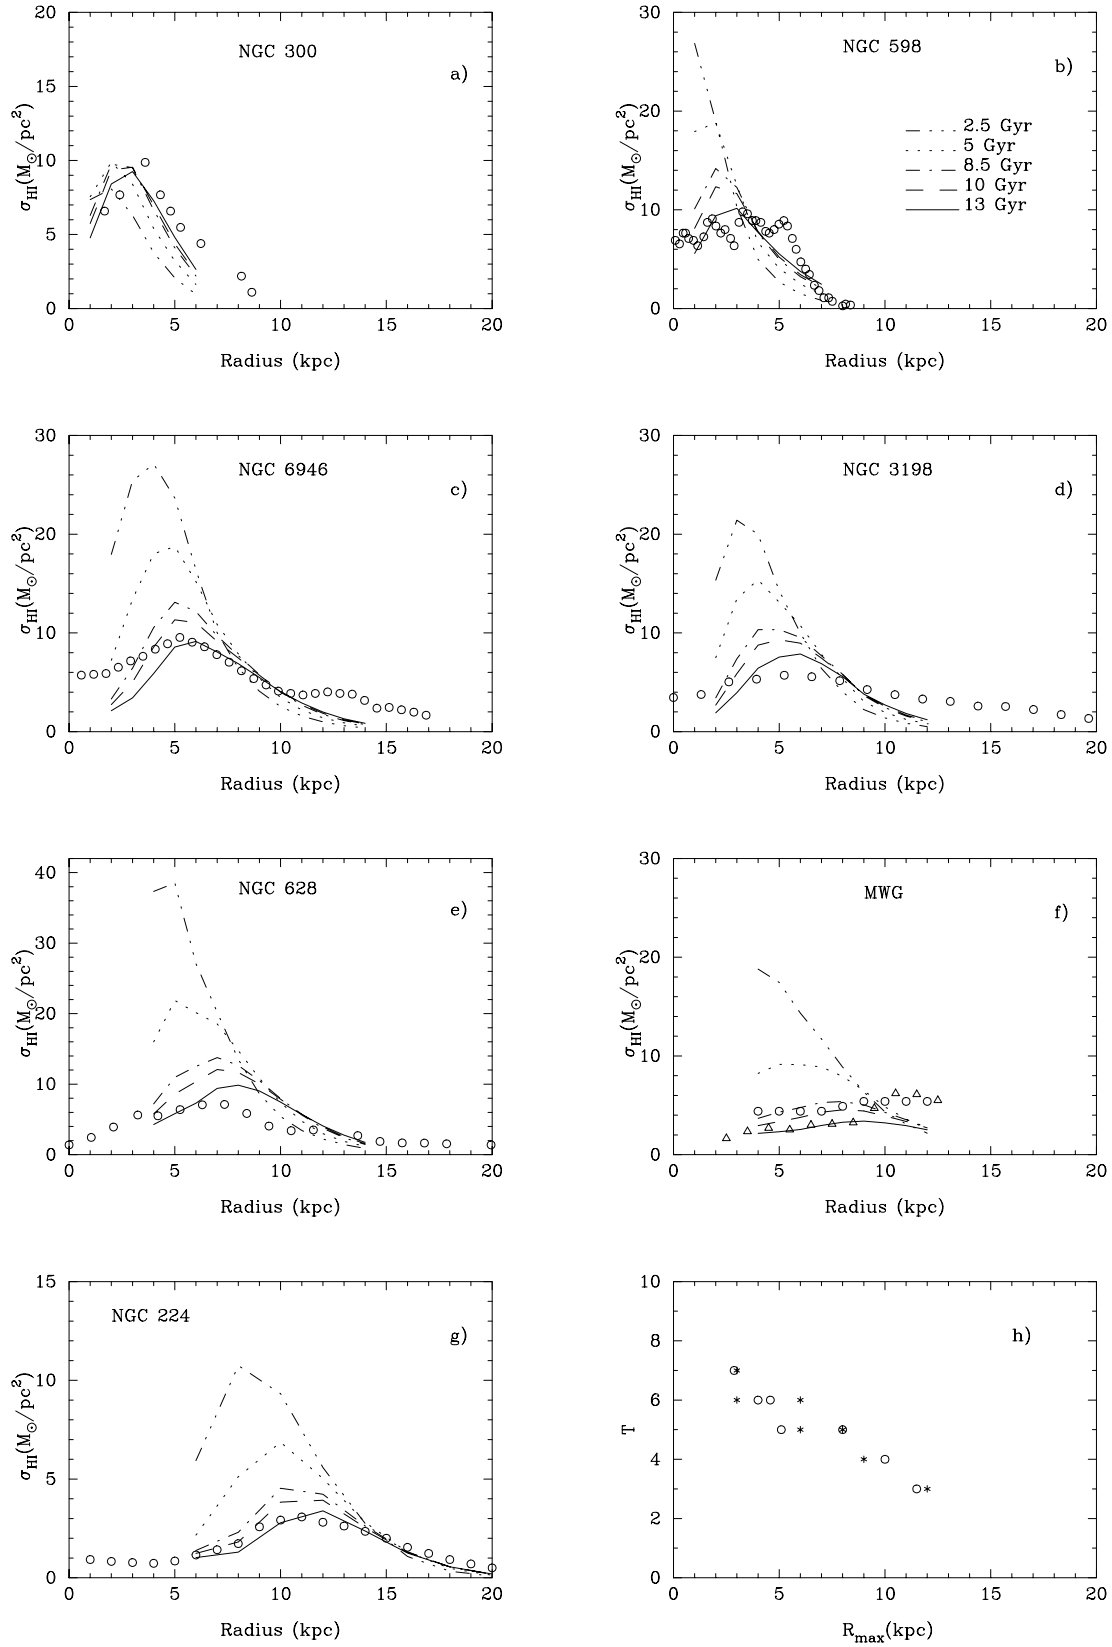 NGC 300
a)
20
15
10
5
0
σHI(M⊙/pc²)
0 5 10 15 20
Radius (kpc)
NGC 598
b)
2.5 Gyr
5 Gyr
8.5 Gyr
10 Gyr
13 Gyr
30
20
10
0
σHI(M⊙/pc²)
0 5 10 15 20
Radius (kpc)
NGC 6946
c)
30
20
10
0
σHI(M⊙/pc²)
0 5 10 15 20
Radius (kpc)
NGC 3198
d)
30
20
10
0
σHI(M⊙/pc²)
0 5 10 15 20
Radius (kpc)
NGC 628
e)
40
30
20
10
0
σHI(M⊙/pc²)
0 5 10 15 20
Radius (kpc)
MWG
f)
30
20
10
0
σHI(M⊙/pc²)
0 5 10 15 20
Radius (kpc)
NGC 224
g)
15
10
5
0
σHI(M⊙/pc²)
0 5 10 15 20
Radius (kpc)
h)
10
8
6
4
2
0
T
0 5 10 15 20
Rmax(kpc)